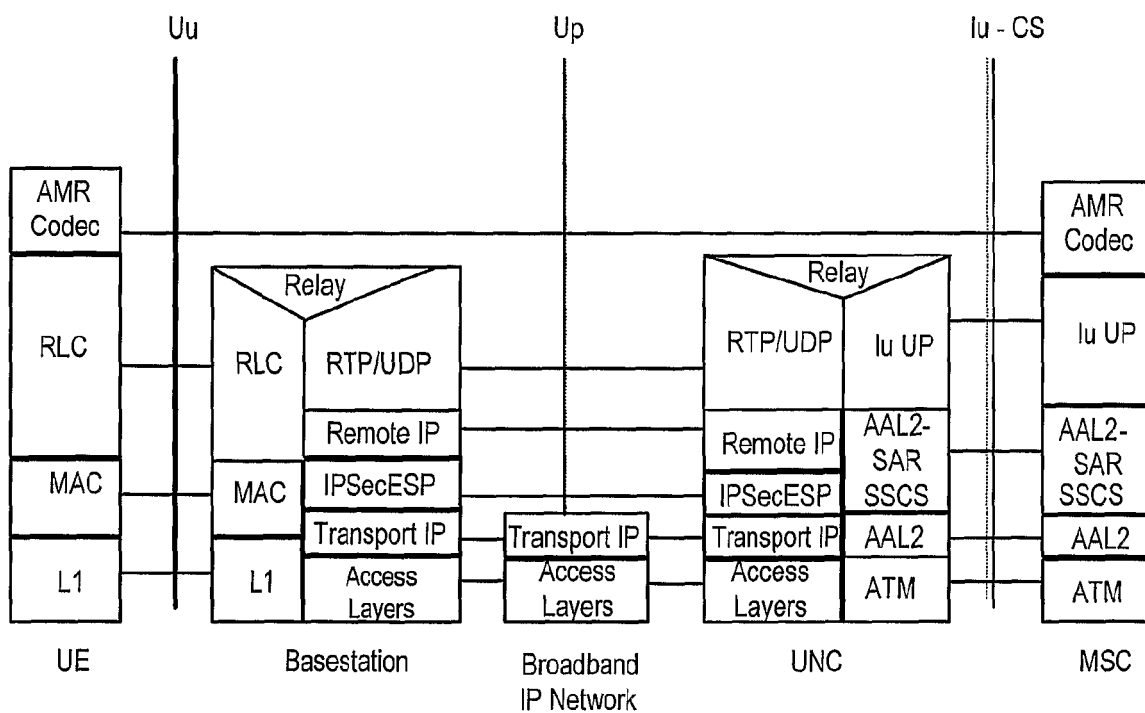 Uu
Up
Iu - CS
AMR
Codec
RLC
MAC
L1
UE
Relay
RLC
RTP/UDP
Remote IP
MAC
IPSecESP
Transport IP
L1
Access
Layers
Basestation
Transport IP
Access
Layers
Broadband
IP Network
Relay
RTP/UDP
Iu UP
Remote IP
AAL2-
SAR
SSCS
IPSecESP
Transport IP
AAL2
Access
Layers
ATM
UNC
AMR
Codec
Iu UP
AAL2-
SAR
SSCS
AAL2
ATM
MSC